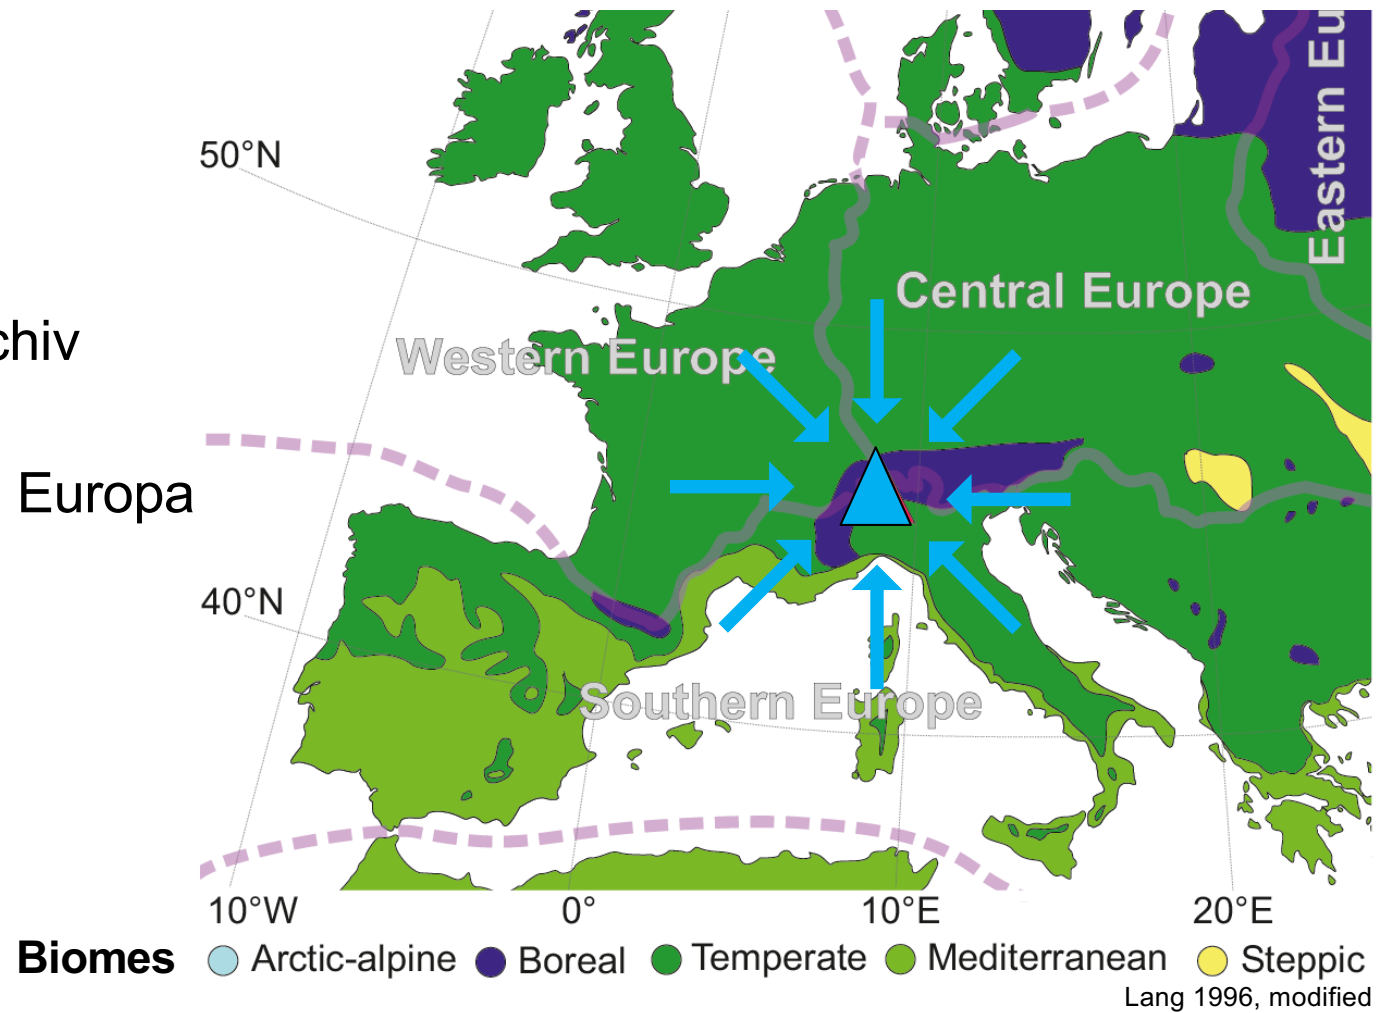 50°N
Eastern Eu
Central Europe
chiv
Western Europe
Europa
40°N
Southern Europe
10°W 0° 10°E 20°E
Biomes Arctic-alpine Boreal Temperate Mediterranean Steppic
Lang 1996, modified